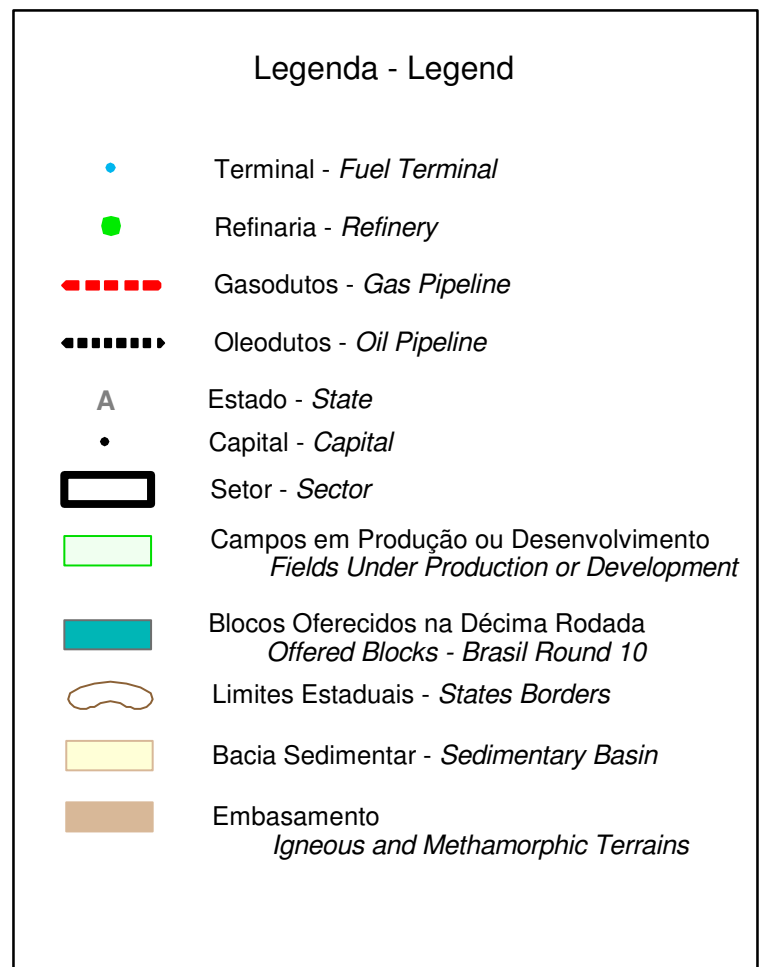 Legenda - Legend
Terminal - Fuel Terminal
Refinaria - Refinery
Gasodutos - Gas Pipeline
Oleodutos - Oil Pipeline
A Estado - State
Capital - Capital
Setor - Sector
Campos em Produção ou Desenvolvimento
Fields Under Production or Development
Blocos Oferecidos na Décima Rodada
Offered Blocks - Brasil Round 10
Limites Estaduais - States Borders
Bacia Sedimentar - Sedimentary Basin
Embasamento
Igneous and Methamorphic Terrains